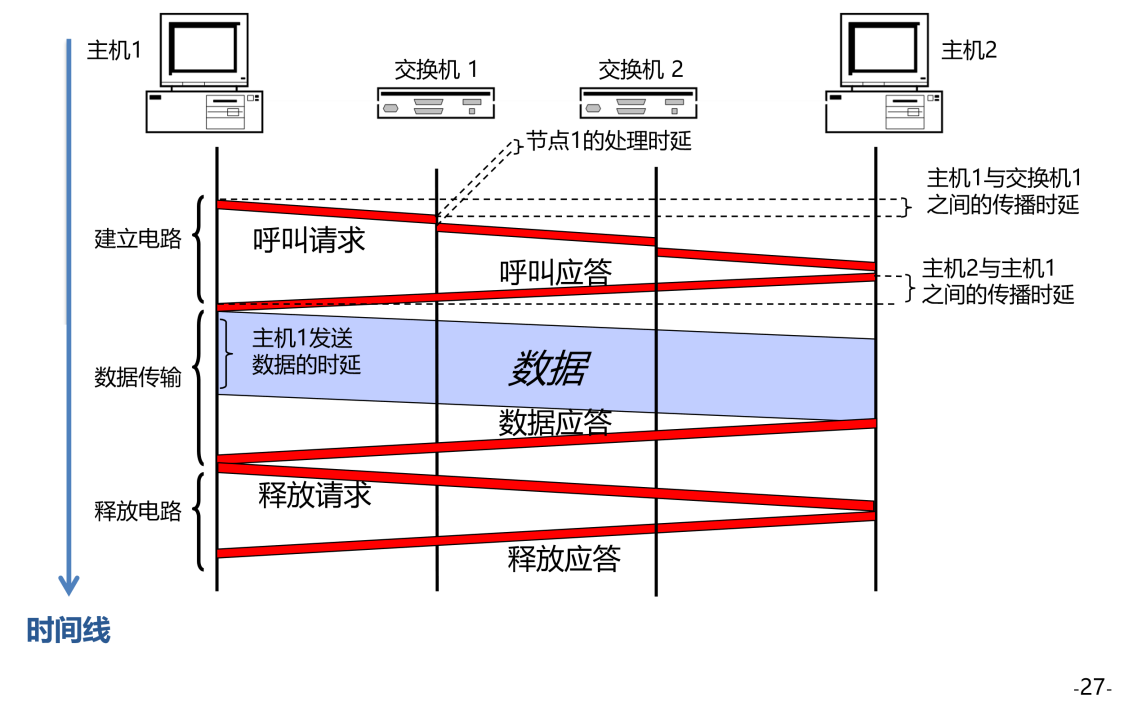 主机1
交换机 1
交换机 2
主机2
节点1的处理时延
主机1与交换机1
之间的传播时延
建立电路
呼叫请求
呼叫应答
主机2与主机1
之间的传播时延
主机1发送
数据的时延
数据
数据传输
数据应答
释放请求
释放电路
释放应答
时间线
-27-